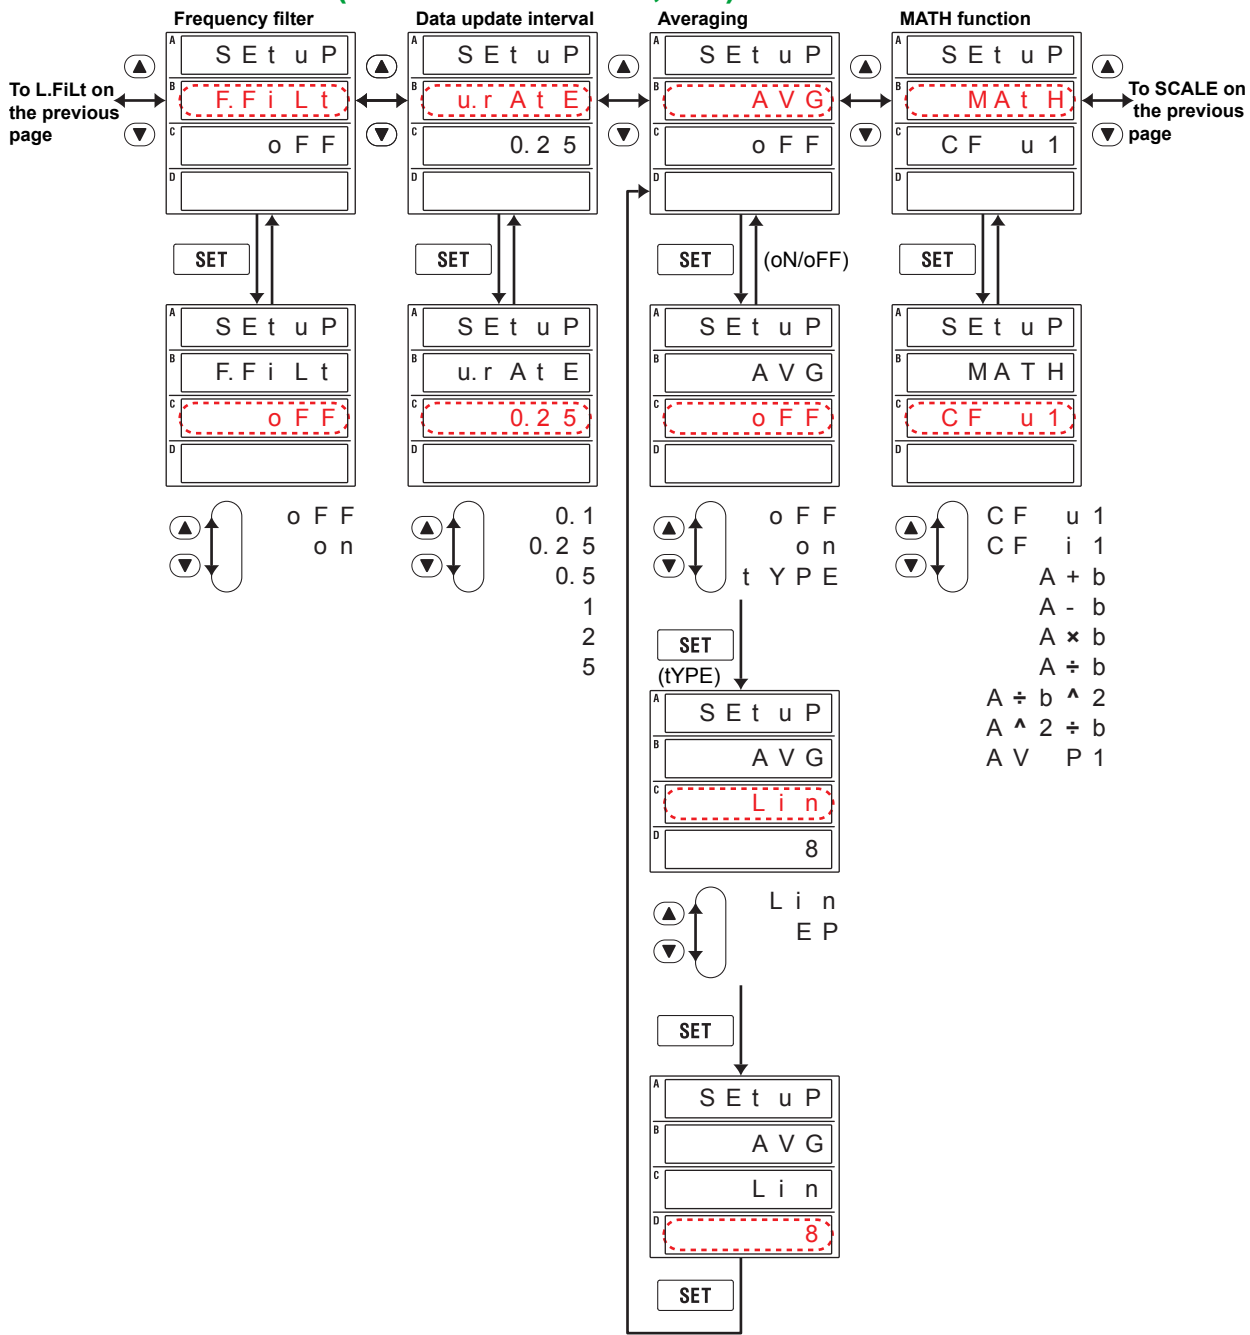 Frequency filter
Data update interval
Averaging
MATH function
A SEtuP
A SEtuP
A SEtuP
A SEtuP
To L.FiLt on
the previous
page
B F.FiLt
B u.rAtE
B AVG
B MAtH
To SCALE on
the previous
page
C oFF
C 0.25
C oFF
C CF u1
D
D
D
D
SET
SET
SET
(oN/oFF)
SET
A SEtuP
A SEtuP
A SEtuP
A SEtuP
B F.FiLt
B u.rAtE
B AVG
B MATH
C oFF
C 0.25
C oFF
C CF u1
D
D
D
D
oFF
on
0.1
0.25
0.5
1
2
5
oFF
on
tYPE
CF u1
CF i1
A+b
A-b
A×b
A÷b
A÷b^2
A^2÷b
AV P1
SET
(tYPE)
A SEtuP
B AVG
C Lin
D 8
Lin
EP
SET
A SEtuP
B AVG
C Lin
D 8
SET